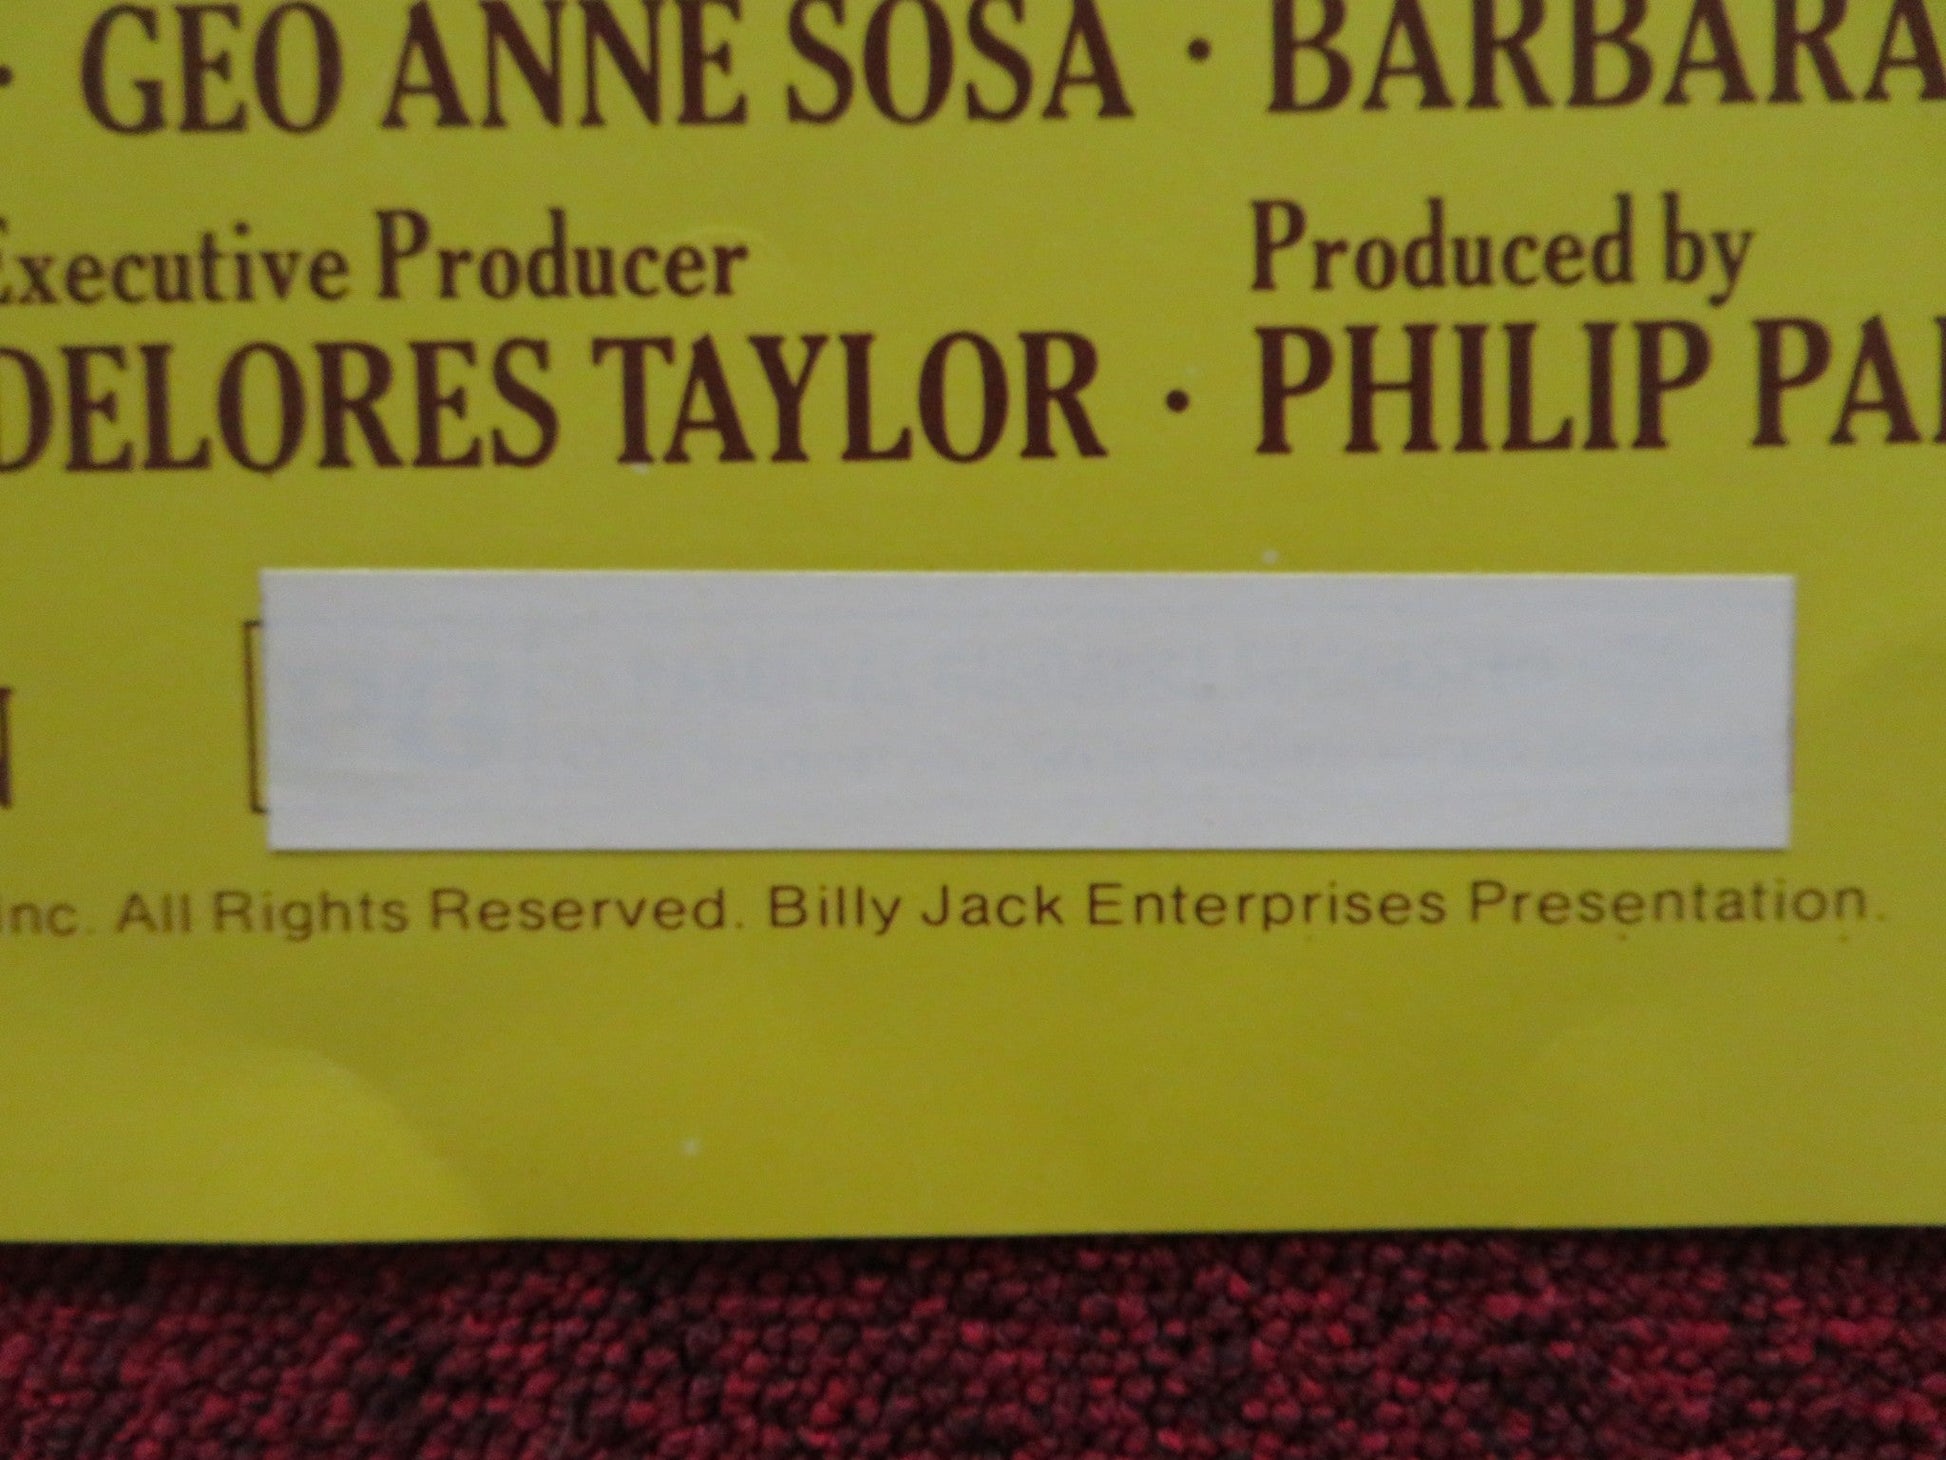 · GEO ANNE SOSA · BARBARA
Executive Producer Produced by
DELORES TAYLOR · PHILIP
Inc. All Rights Reserved. Billy Jack Enterprises Presentation.